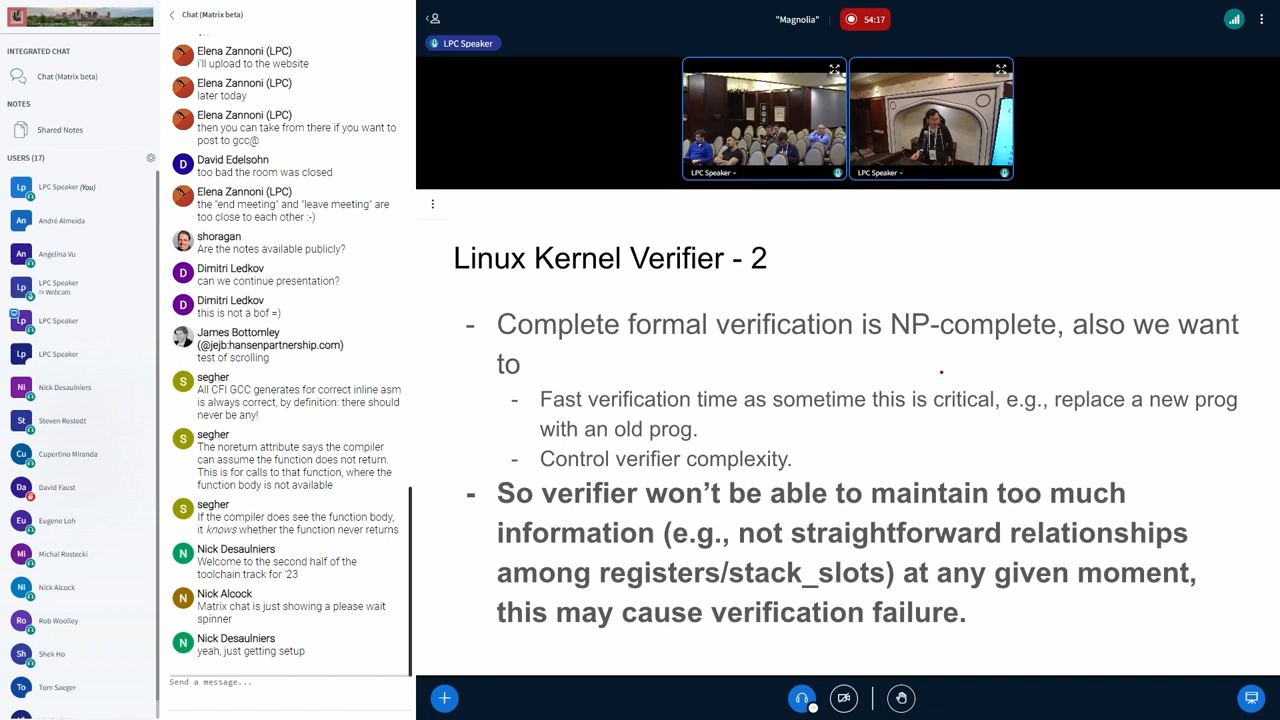 INTEGRATED CHAT
Chat (Matrix beta)
NOTES
Shared Notes
USERS (17)
LPC Speaker (You)
André Almeida
Angelina Vu
LPC Speaker
Webcam
LPC Speaker
LPC Speaker
Nick Desaulniers
Steven Rostedt
Cupertino Miranda
David Faust
Eugene Loh
Michal Rostecki
Nick Alcock
Rob Woolley
Shek Ho
Tom Saeger
Chat (Matrix beta)
Elena Zannoni (LPC)
i'll upload to the website
Elena Zannoni (LPC)
later today
Elena Zannoni (LPC)
then you can take from there if you want to
post to gcc@
David Edelsohn
too bad the room was closed
Elena Zannoni (LPC)
the "end meeting" and "leave meeting" are
too close to each other :-)
shoragan
Are the notes available publicly?
Dimitri Ledkov
can we continue presentation?
Dimitri Ledkov
this is not a bof =)
James Bottomley
(@jejb:hansenpartnership.com)
test of scrolling
segher
All CFI GCC generates for correct inline asm
is always correct, by definition: there should
never be any!
segher
The noreturn attribute says the compiler
can assume the function does not return.
This is for calls to that function, where the
function body is not available
segher
If the compiler does see the function body,
it knows whether the function never returns
Nick Desaulniers
Welcome to the second half of the
toolchain track for '23
Nick Alcock
Matrix chat is just showing a please wait
spinner
Nick Desaulniers
yeah, just getting setup
Send a message...
"Magnolia"
54:17
LPC Speaker
LPC Speaker
LPC Speaker
Linux Kernel Verifier - 2
- Complete formal verification is NP-complete, also we want
to
- Fast verification time as sometime this is critical, e.g., replace a new prog
with an old prog.
- Control verifier complexity.
- So verifier won't be able to maintain too much
information (e.g., not straightforward relationships
among registers/stack_slots) at any given moment,
this may cause verification failure.